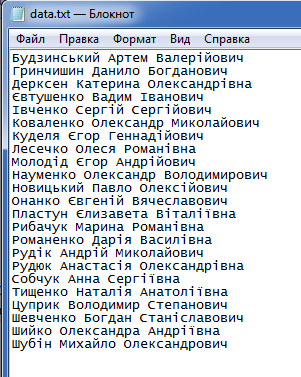 data.txt — Блокнот
Файл Правка Формат Вид Справка
Будзинський Артем Валерійович
Гринчишин Данило Богданович
Дерксен Катерина Олександрівна
Євтушенко Вадим Іванович
Івченко Сергій Сергійович
Коваленко Олександр Миколайович
Куделя Єгор Геннадійович
Лесечко Олеся Романівна
Молодід Єгор Андрійович
Науменко Олександр Володимирович
Новицький Павло Олексійович
Онанко Євгеній Вячеславович
Пластун Єлизавета Віталіївна
Рибачук Марина Романівна
Романенко Дарія Василівна
Рудік Андрій Миколайович
Рудюк Анастасія Олександрівна
Собчук Анна Сергіївна
Тищенко Наталія Анатоліївна
Цуприк Володимир Степанович
Шевченко Богдан Станіславович
Шийко Олександра Андріївна
Шубін Михайло Олександрович